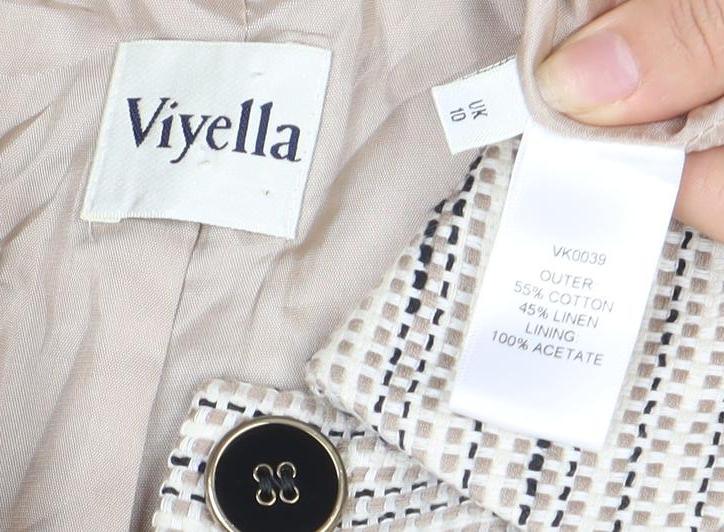 Viyella
UK
10
VK0039
OUTER
55% COTTON
45% LINEN
LINING
100% ACETATE